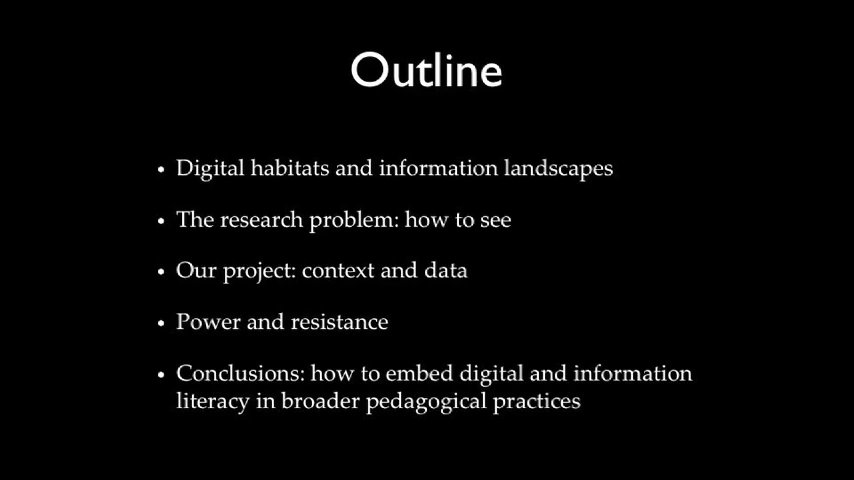 Outline
• Digital habitats and information landscapes
• The research problem: how to see
• Our project: context and data
• Power and resistance
• Conclusions: how to embed digital and information
literacy in broader pedagogical practices